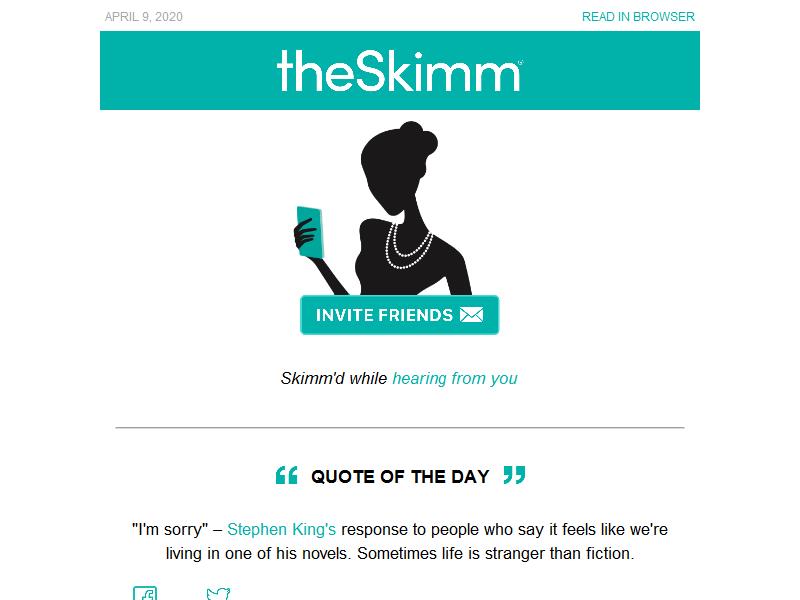 APRIL 9, 2020 READ IN BROWSER
theSkimm®
INVITE FRIENDS
Skimm'd while hearing from you
“ QUOTE OF THE DAY ”
"I'm sorry" – Stephen King's response to people who say it feels like we're
living in one of his novels. Sometimes life is stranger than fiction.